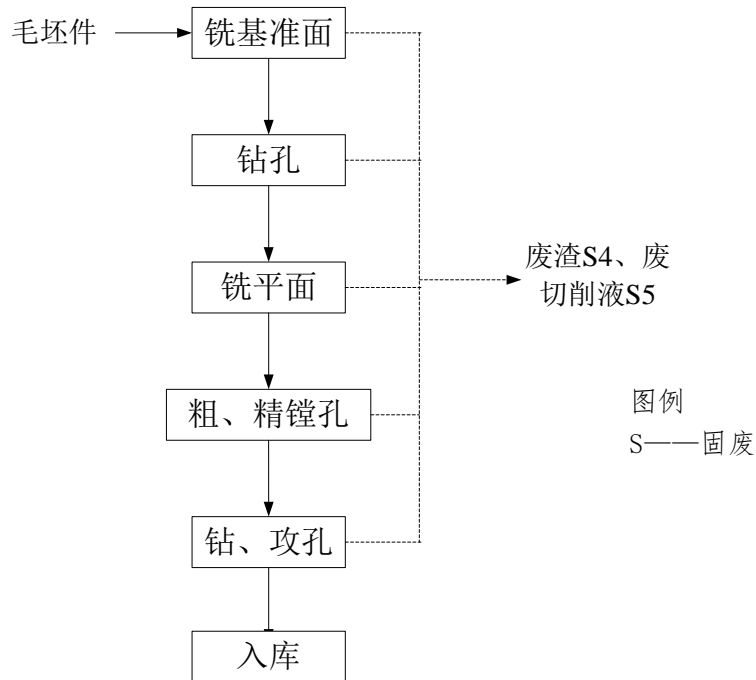 毛坯件
铣基准面
钻孔
铣平面
废渣S4、废
切削液S5
粗、精镗孔
图例
S——固废
钻、攻孔
入库